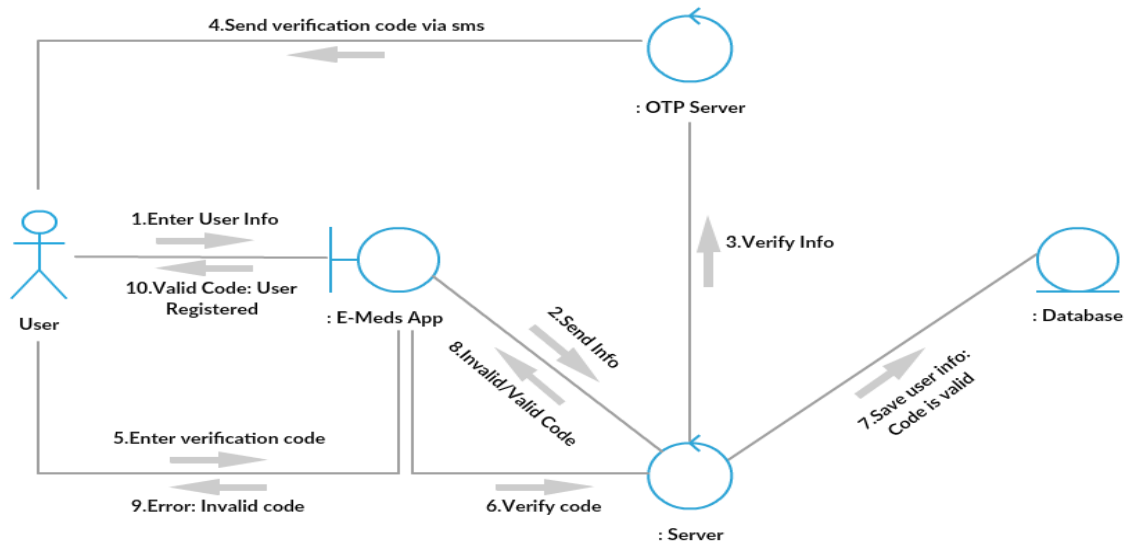 4.Send verification code via sms
: OTP Server
1.Enter User Info
3.Verify Info
10.Valid Code: User
Registered
User
: E-Meds App
: Database
2.Send Info
8.Invalid/Valid Code
7.Save user info:
Code is valid
5.Enter verification code
9.Error: Invalid code
6.Verify code
: Server